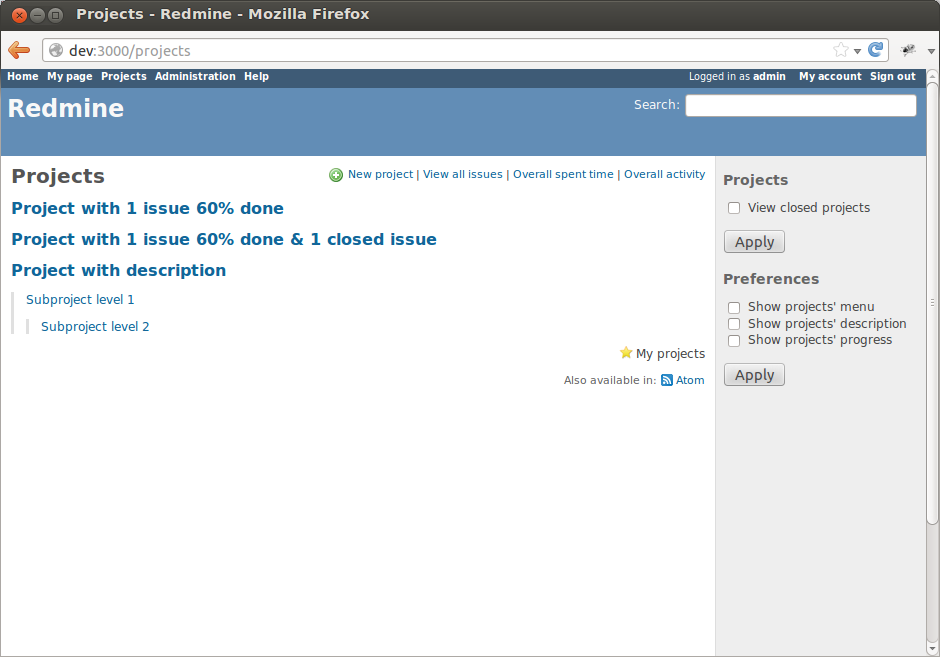 Projects - Redmine - Mozilla Firefox
dev:3000/projects
Home My page Projects Administration Help Logged in as admin My account Sign out
Redmine Search:
Projects New project | View all issues | Overall spent time | Overall activity
Project with 1 issue 60% done
Project with 1 issue 60% done & 1 closed issue
Project with description
Subproject level 1
Subproject level 2
My projects
Also available in: Atom
Projects
View closed projects
Apply
Preferences
Show projects' menu
Show projects' description
Show projects' progress
Apply